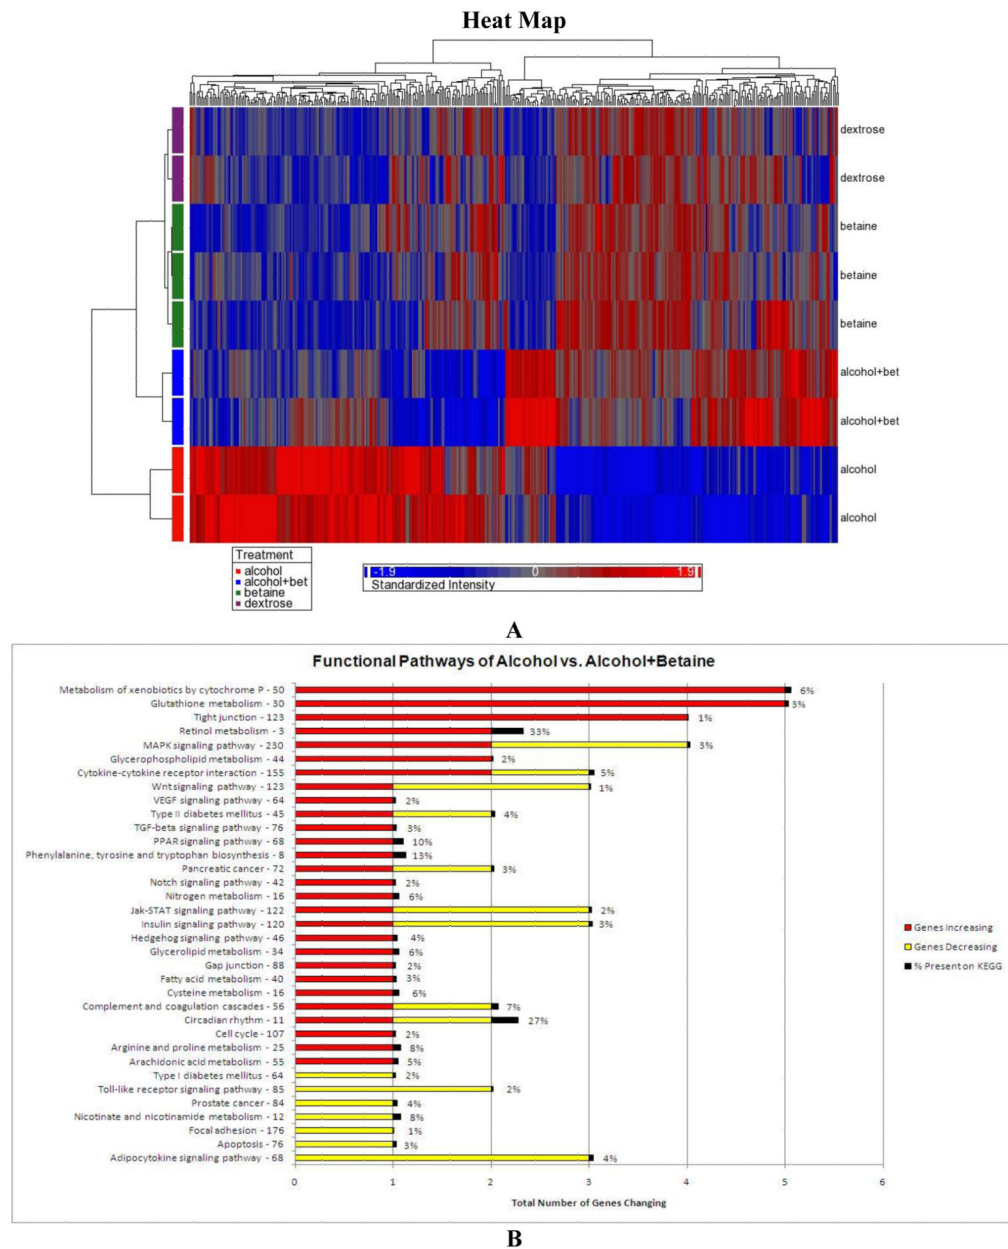 Heat Map
dextrose
dextrose
betaine
betaine
betaine
alcohol+bet
alcohol+bet
alcohol
alcohol
Treatment
alcohol
alcohol+bet
betaine
dextrose
-1.9 0 1.9
Standardized Intensity
A
Functional Pathways of Alcohol vs. Alcohol+Betaine
Metabolism of xenobiotics by cytochrome P - 50 6%
Glutathione metabolism - 30 3%
Tight junction - 123 1%
Retinol metabolism - 3 33%
MAPK signaling pathway - 230 3%
Glycerophospholipid metabolism - 44 2%
Cytokine-cytokine receptor interaction - 155 5%
Wnt signaling pathway - 123 1%
VEGF signaling pathway - 64 2%
Type II diabetes mellitus - 45 4%
TGF-beta signaling pathway - 76 3%
PPAR signaling pathway - 68 10%
Phenylalanine, tyrosine and tryptophan biosynthesis - 8 13%
Pancreatic cancer - 72 3%
Notch signaling pathway - 42 2%
Nitrogen metabolism - 16 6%
Jak-STAT signaling pathway - 122 2%
Insulin signaling pathway - 120 3%
Hedgehog signaling pathway - 46 4%
Glycerolipid metabolism - 34 6%
Gap junction - 88 2%
Fatty acid metabolism - 40 3%
Cysteine metabolism - 16 6%
Complement and coagulation cascades - 56 7%
Circadian rhythm - 11 27%
Cell cycle - 107 2%
Arginine and proline metabolism - 25 8%
Arachidonic acid metabolism - 55 5%
Type I diabetes mellitus - 64 2%
Toll-like receptor signaling pathway - 85 2%
Prostate cancer - 84 4%
Nicotinate and nicotinamide metabolism - 12 8%
Focal adhesion - 176 1%
Apoptosis - 76 3%
Adipocytokine signaling pathway - 68 4%
Genes Increasing
Genes Decreasing
% Present on KEGG
0 1 2 3 4 5 6
Total Number of Genes Changing
B